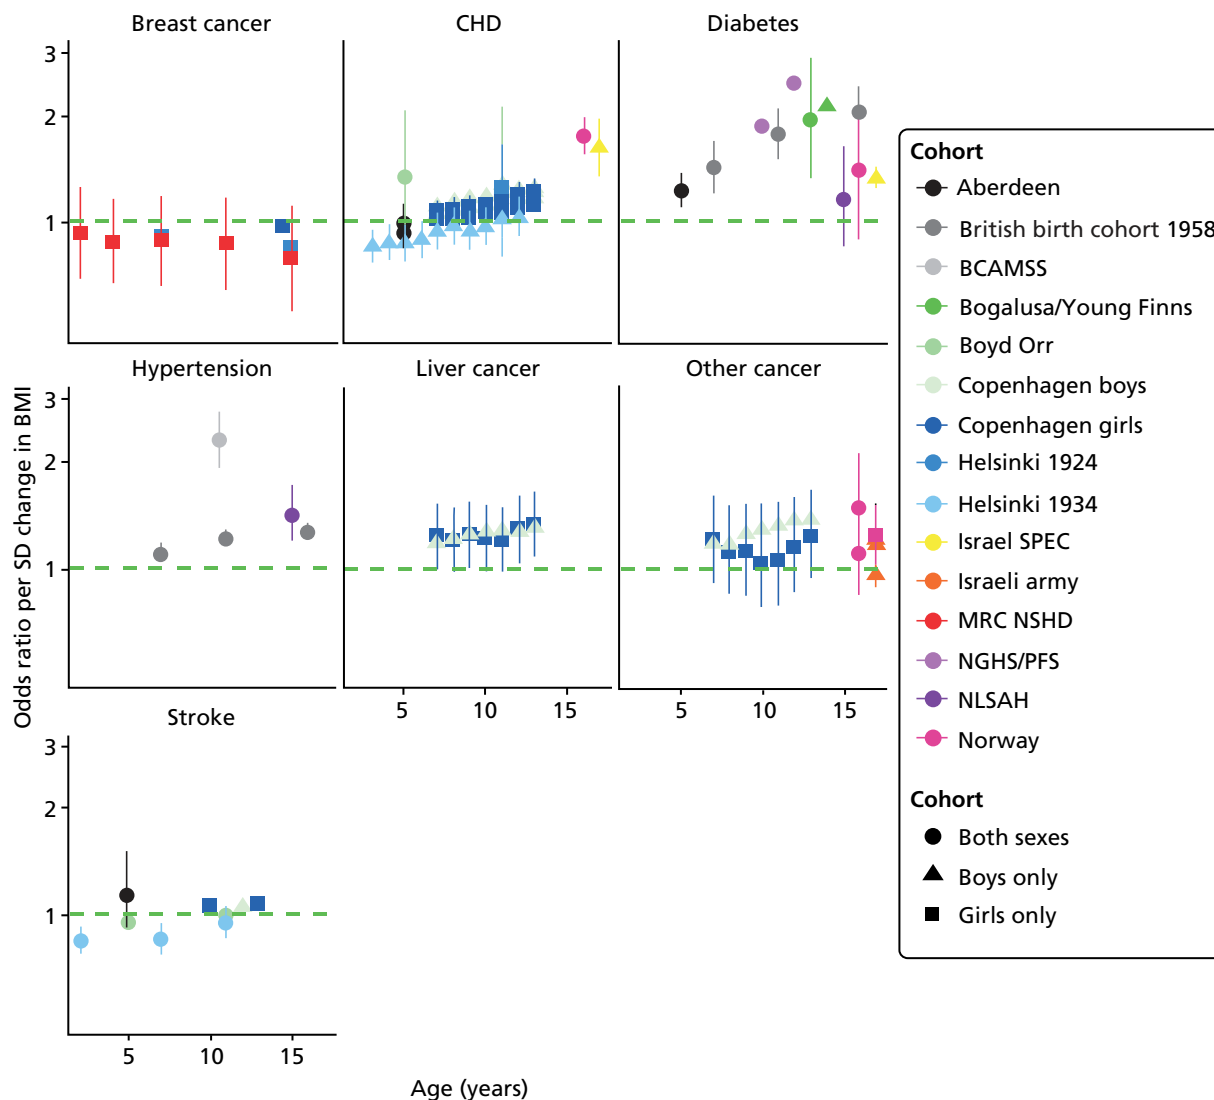 Breast cancer
CHD
Diabetes
3
2
1
Hypertension
Liver cancer
Other cancer
3
2
1
5
10
15
5
10
15
Stroke
3
2
1
5
10
15
Odds ratio per SD change in BMI
Age (years)
Cohort
Aberdeen
British birth cohort 1958
BCAMSS
Bogalusa/Young Finns
Boyd Orr
Copenhagen boys
Copenhagen girls
Helsinki 1924
Helsinki 1934
Israel SPEC
Israeli army
MRC NSHD
NGHS/PFS
NLSAH
Norway
Cohort
Both sexes
Boys only
Girls only